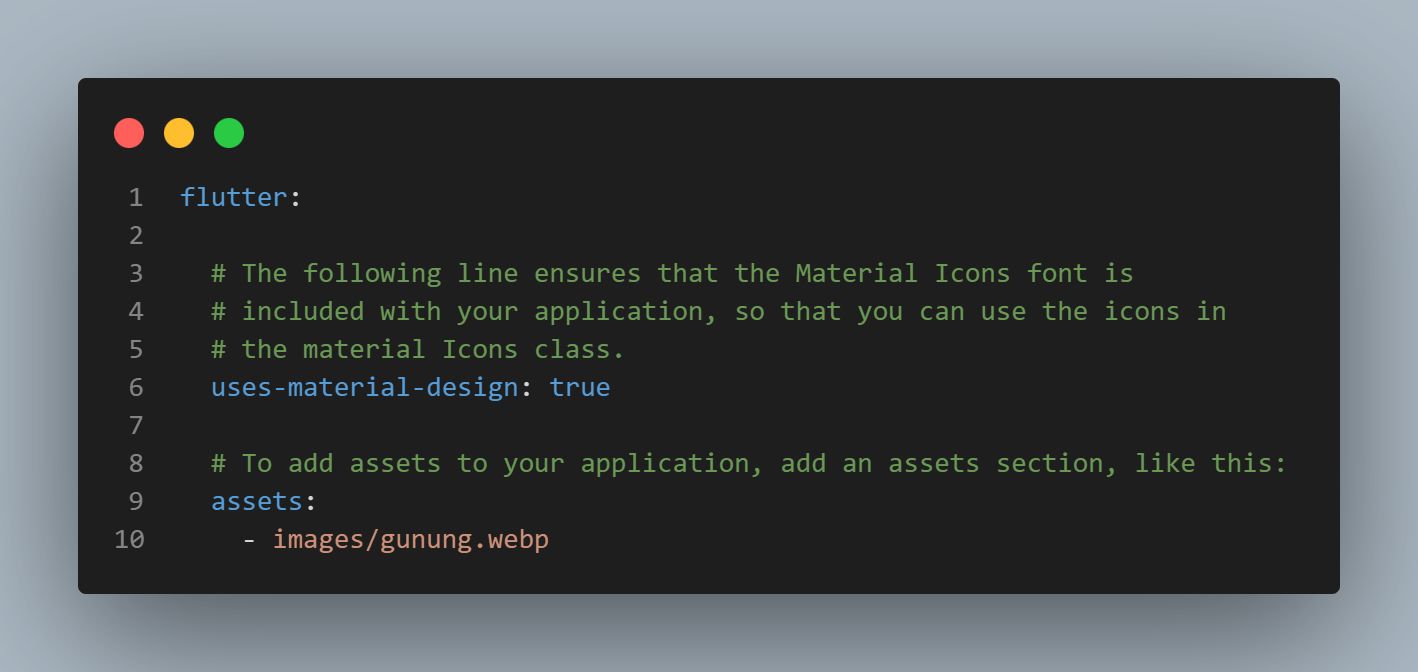 1 flutter:
2
3   # The following line ensures that the Material Icons font is
4   # included with your application, so that you can use the icons in
5   # the material Icons class.
6   uses-material-design: true
7
8   # To add assets to your application, add an assets section, like this:
9   assets:
10     - images/gunung.webp